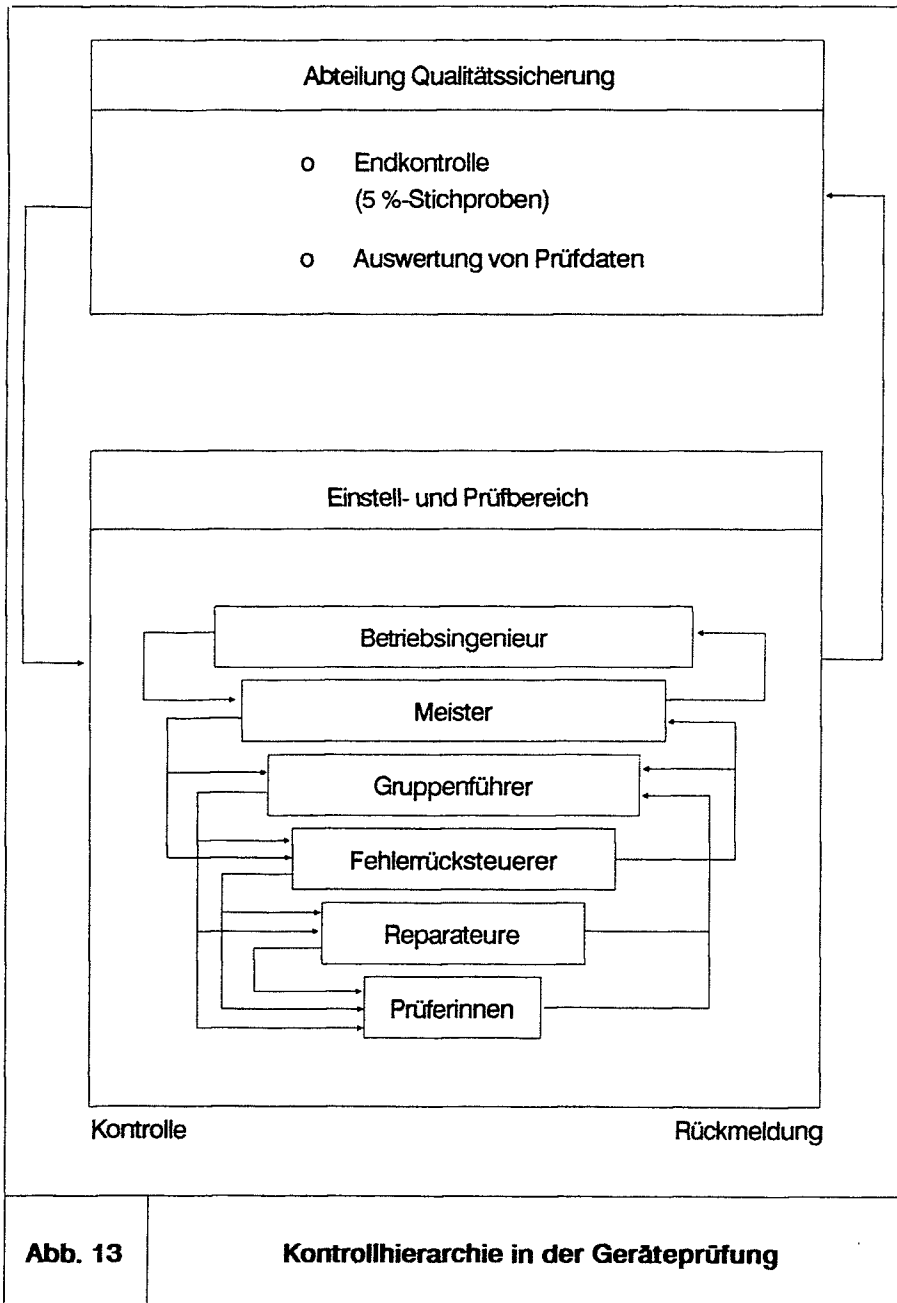 Abteilung Qualitätssicherung
o Endkontrolle
(5 %-Stichproben)
o Auswertung von Prüfdaten
Einstell- und Prüfbereich
Betriebsingenieur
Meister
Gruppenführer
Fehlerrücksteuerer
Reparateure
Prüferinnen
Kontrolle Rückmeldung
Abb. 13 Kontrollhierarchie in der Geräteprüfung